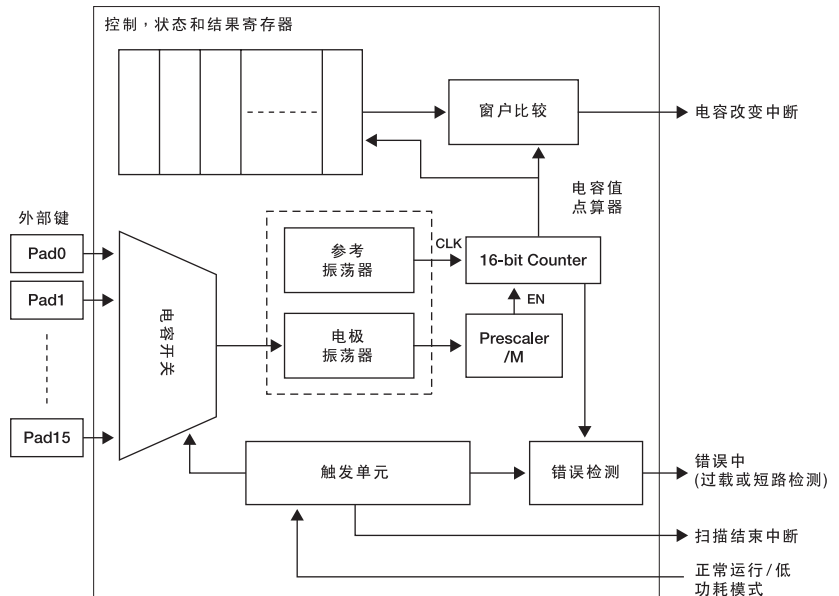 控制，状态和结果寄存器
窗户比较
电容改变中断
电容值
点算器
外部键
Pad0
Pad1
Pad15
电容开关
参考
振荡器
CLK
16-bit Counter
EN
电极
振荡器
Prescaler
/M
触发单元
错误检测
错误中
(过载或短路检测)
扫描结束中断
正常运行/低
功耗模式